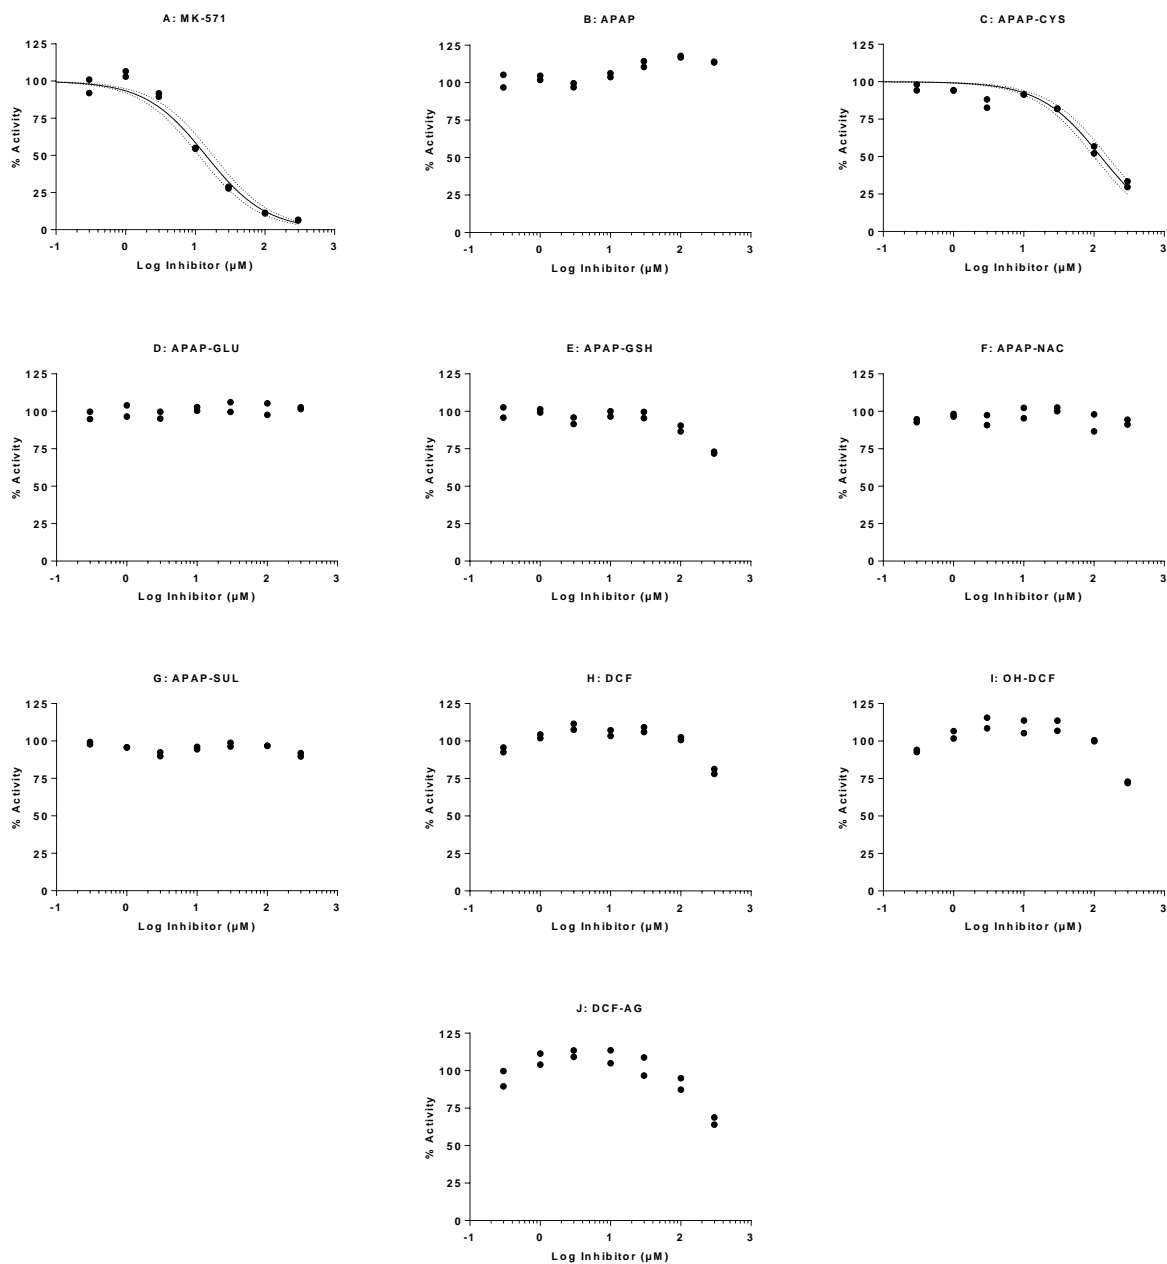 A: MK-571
125
100
75
50
25
0
% Activity
-1 0 1 2 3
Log Inhibitor (µM)
B: APAP
125
100
75
50
25
0
% Activity
-1 0 1 2 3
Log Inhibitor (µM)
C: APAP-CYS
125
100
75
50
25
0
% Activity
-1 0 1 2 3
Log Inhibitor (µM)
D: APAP-GLU
125
100
75
50
25
0
% Activity
-1 0 1 2 3
Log Inhibitor (µM)
E: APAP-GSH
125
100
75
50
25
0
% Activity
-1 0 1 2 3
Log Inhibitor (µM)
F: APAP-NAC
125
100
75
50
25
0
% Activity
-1 0 1 2 3
Log Inhibitor (µM)
G: APAP-SUL
125
100
75
50
25
0
% Activity
-1 0 1 2 3
Log Inhibitor (µM)
H: DCF
125
100
75
50
25
0
% Activity
-1 0 1 2 3
Log Inhibitor (µM)
I: OH-DCF
125
100
75
50
25
0
% Activity
-1 0 1 2 3
Log Inhibitor (µM)
J: DCF-AG
125
100
75
50
25
0
% Activity
-1 0 1 2 3
Log Inhibitor (µM)